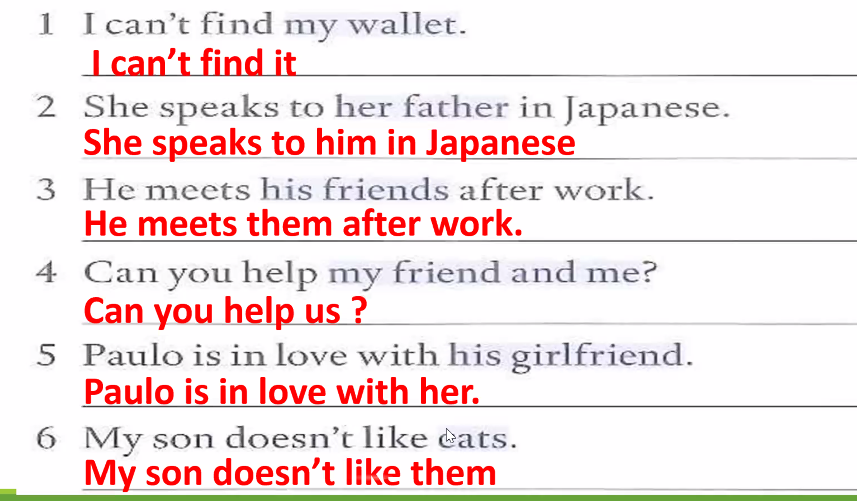 1 I can't find my wallet.
I can't find it
2 She speaks to her father in Japanese.
She speaks to him in Japanese
3 He meets his friends after work.
He meets them after work.
4 Can you help my friend and me?
Can you help us ?
5 Paulo is in love with his girlfriend.
Paulo is in love with her.
6 My son doesn't like cats.
My son doesn't like them